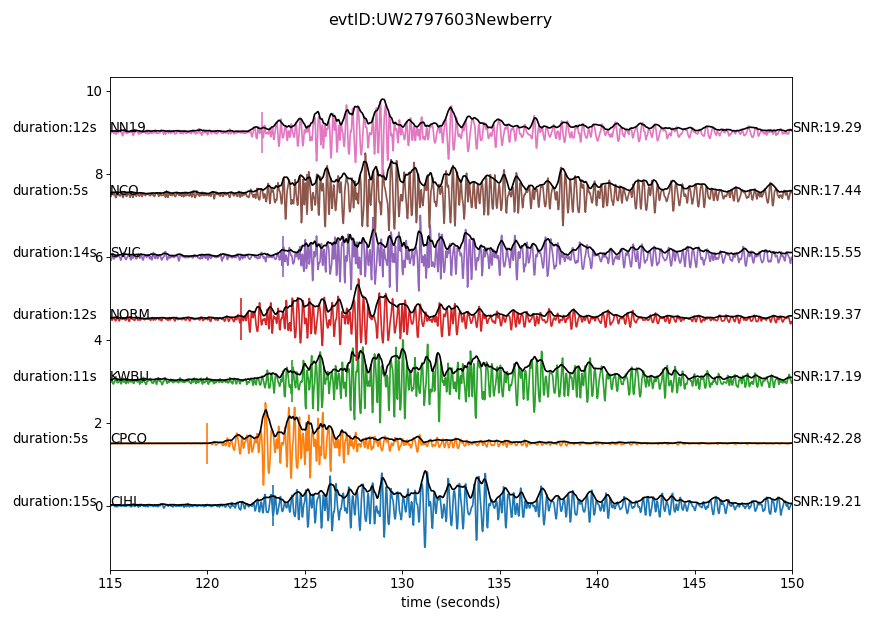 evtID:UW2797603Newberry
10
duration:12s NN19 SNR:19.29
8
duration:5s NCO SNR:17.44
duration:14s SVIC SNR:15.55
6
duration:12s NORM SNR:19.37
4
duration:11s KWBU SNR:17.19
2
duration:5s CPCO SNR:42.28
duration:15s CIHL SNR:19.21
0
115 120 125 130 135 140 145 150
time (seconds)